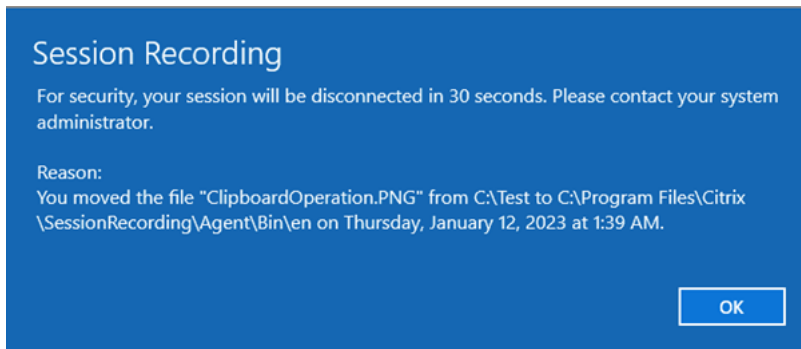 Session Recording
For security, your session will be disconnected in 30 seconds. Please contact your system
administrator.
Reason:
You moved the file "ClipboardOperation.PNG" from C:\Test to C:\Program Files\Citrix
\SessionRecording\Agent\Bin\en on Thursday, January 12, 2023 at 1:39 AM.
OK